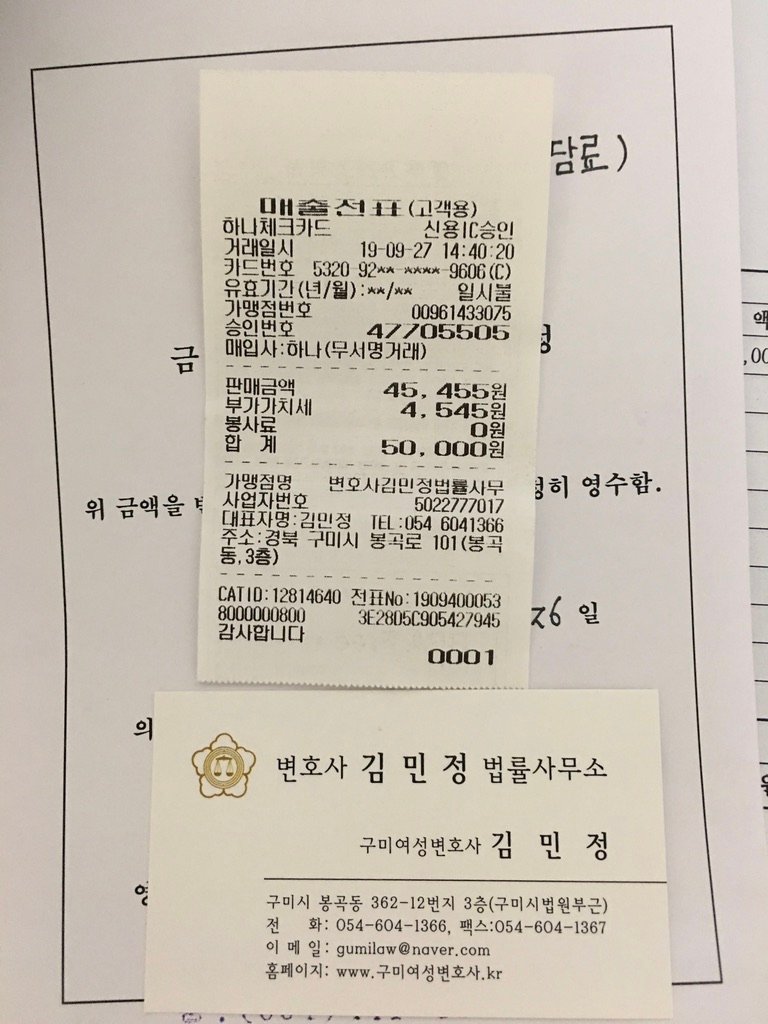 담료)
매출전표(고객용)
하나체크카드 신용IC승인
거래일시 19-09-27 14:40:20
카드번호 5320-92**-****-9606(C)
유효기간(년/월):**/** 일시불
가맹점번호 00961433075
승인번호 47705505
매입사:하나(무서명거래)
금
판매금액 45,455원
부가가치세 4,545원
봉사료 0원
합 계 50,000원
가맹점명 변호사김민정법률사무
사업자번호 5022777017
대표자명:김민정 TEL:054 6041366
주소:경북 구미시 봉곡로 101(봉곡
동,3층)
위 금액을 영수함.
CATID:12814640 전표No:1909400053
8000000800 3E28D5C905427945
감사합니다
0001
26 일
변호사 김 민 정 법률사무소
구미여성변호사 김 민 정
구미시 봉곡동 362-12번지 3층(구미시법원부근)
전 화: 054-604-1366, 팩스:054-604-1367
이 메 일: gumilaw@naver.com
홈페이지: www.구미여성변호사.kr